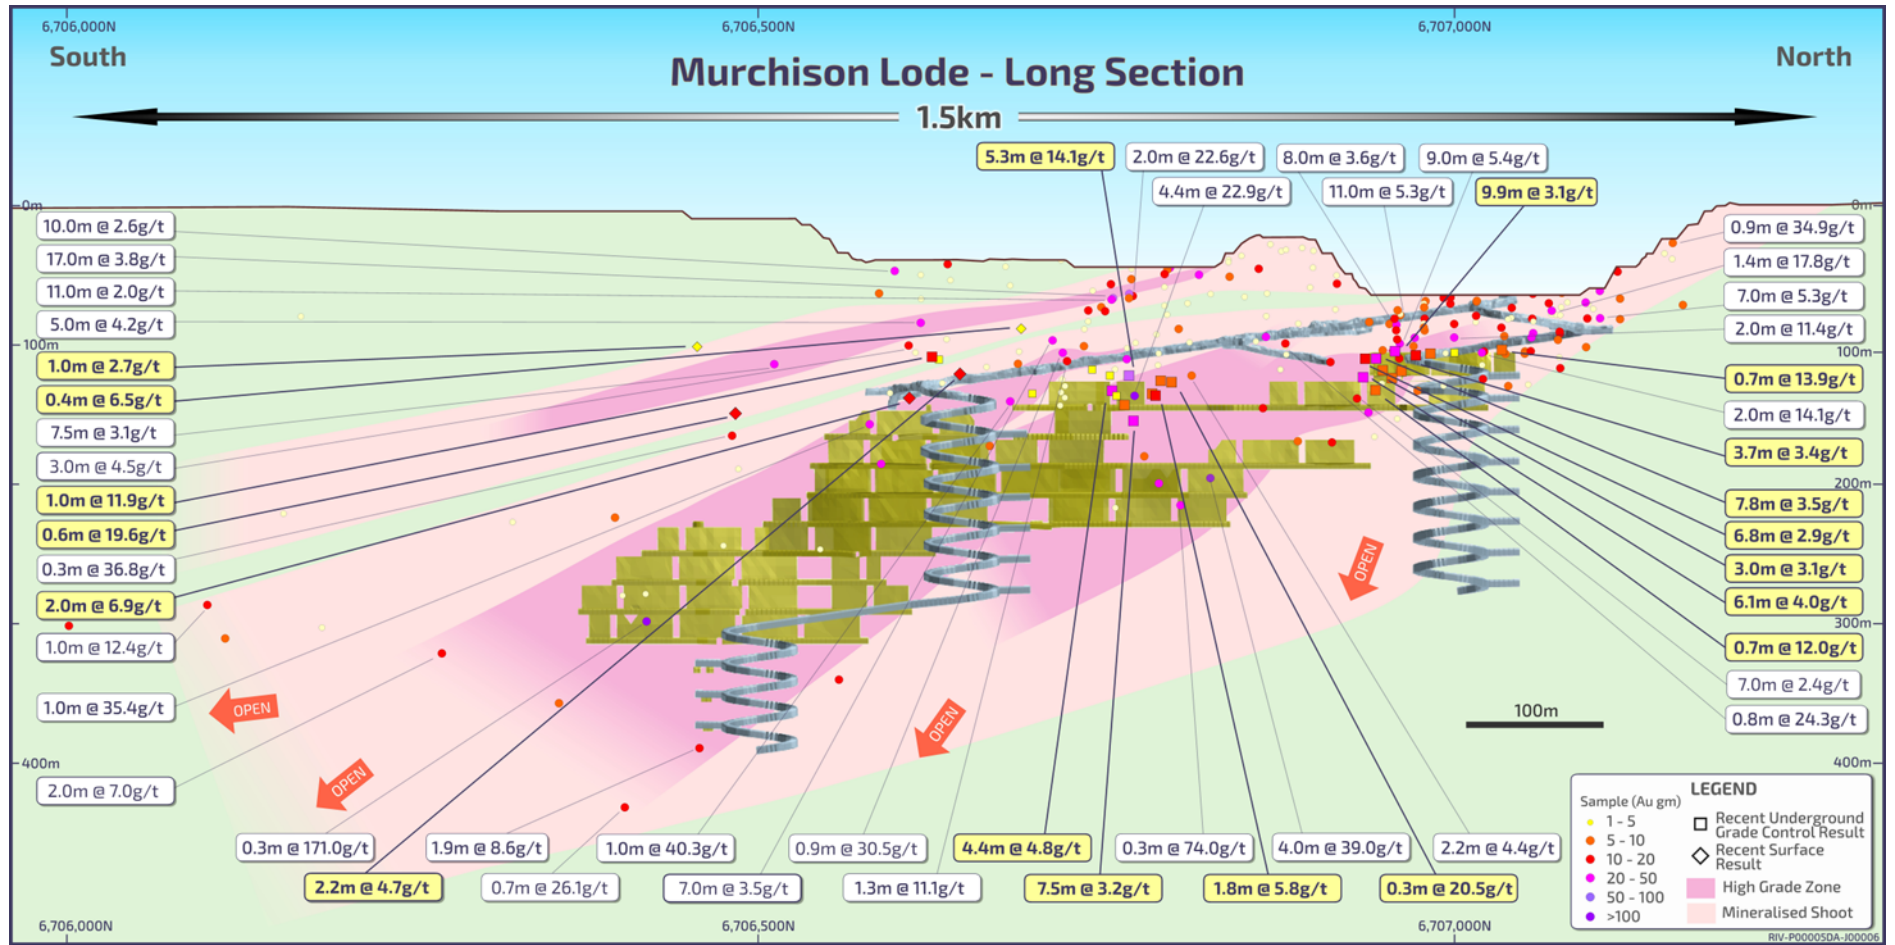 6,706,000N
6,706,500N
6,707,000N
South
North
Murchison Lode - Long Section
1.5km
5.3m @ 14.1g/t
2.0m @ 22.6g/t
8.0m @ 3.6g/t
9.0m @ 5.4g/t
4.4m @ 22.9g/t
11.0m @ 5.3g/t
9.9m @ 3.1g/t
0m
0m
10.0m @ 2.6g/t
17.0m @ 3.8g/t
11.0m @ 2.0g/t
5.0m @ 4.2g/t
100m
1.0m @ 2.7g/t
0.4m @ 6.5g/t
7.5m @ 3.1g/t
3.0m @ 4.5g/t
1.0m @ 11.9g/t
0.6m @ 19.6g/t
0.3m @ 36.8g/t
2.0m @ 6.9g/t
1.0m @ 12.4g/t
1.0m @ 35.4g/t
400m
2.0m @ 7.0g/t
0.9m @ 34.9g/t
1.4m @ 17.8g/t
7.0m @ 5.3g/t
2.0m @ 11.4g/t
100m
0.7m @ 13.9g/t
2.0m @ 14.1g/t
3.7m @ 3.4g/t
200m
7.8m @ 3.5g/t
6.8m @ 2.9g/t
3.0m @ 3.1g/t
6.1m @ 4.0g/t
300m
0.7m @ 12.0g/t
7.0m @ 2.4g/t
0.8m @ 24.3g/t
400m
OPEN
OPEN
OPEN
OPEN
100m
0.3m @ 171.0g/t
1.9m @ 8.6g/t
1.0m @ 40.3g/t
0.9m @ 30.5g/t
4.4m @ 4.8g/t
0.3m @ 74.0g/t
4.0m @ 39.0g/t
2.2m @ 4.4g/t
2.2m @ 4.7g/t
0.7m @ 26.1g/t
7.0m @ 3.5g/t
1.3m @ 11.1g/t
7.5m @ 3.2g/t
1.8m @ 5.8g/t
0.3m @ 20.5g/t
LEGEND
Sample (Au gm)
1 - 5
5 - 10
10 - 20
20 - 50
50 - 100
>100
Recent Underground
Grade Control Result
Recent Surface
Result
High Grade Zone
Mineralised Shoot
6,706,000N
6,706,500N
6,707,000N
RIV-P00005DA-J00006